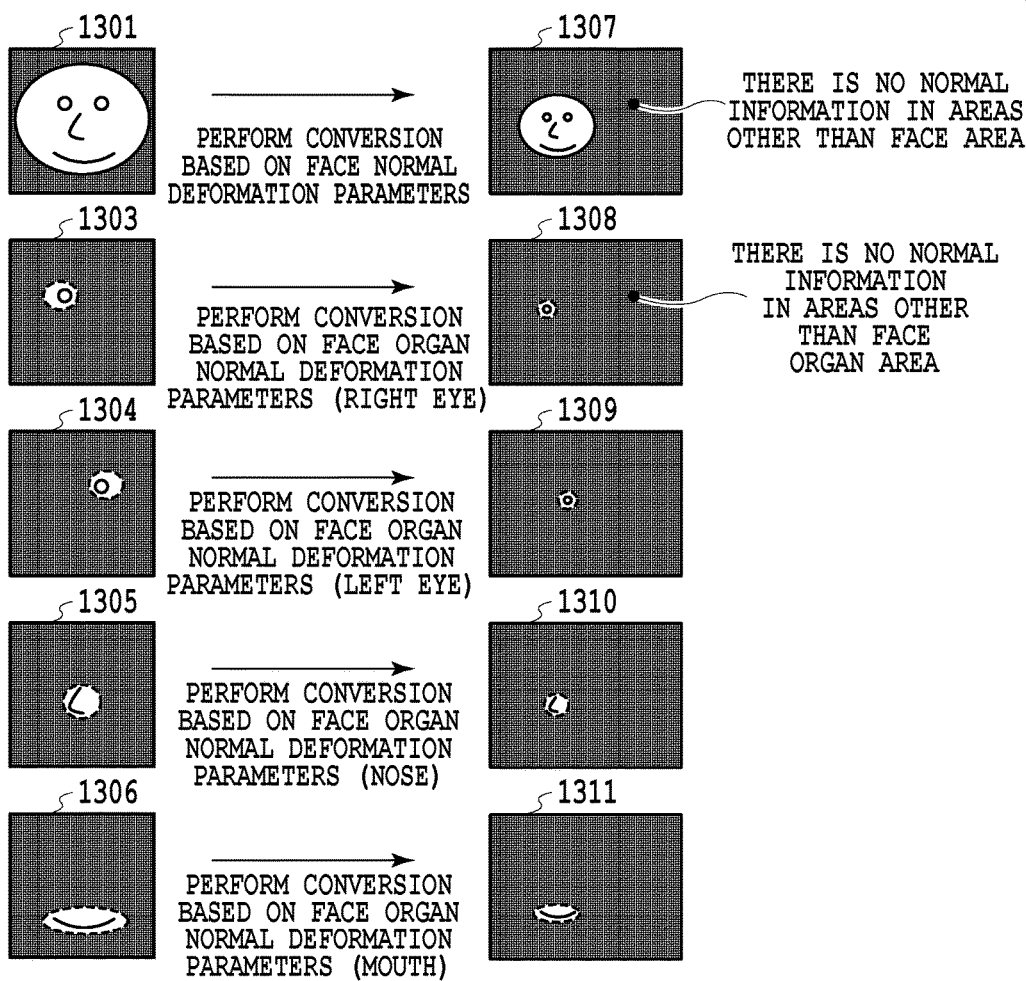 1301
1307
PERFORM CONVERSION
BASED ON FACE NORMAL
DEFORMATION PARAMETERS
THERE IS NO NORMAL
INFORMATION IN AREAS
OTHER THAN FACE AREA
1303
1308
PERFORM CONVERSION
BASED ON FACE ORGAN
NORMAL DEFORMATION
PARAMETERS (RIGHT EYE)
THERE IS NO NORMAL
INFORMATION
IN AREAS OTHER
THAN FACE
ORGAN AREA
1304
1309
PERFORM CONVERSION
BASED ON FACE ORGAN
NORMAL DEFORMATION
PARAMETERS (LEFT EYE)
1305
1310
PERFORM CONVERSION
BASED ON FACE ORGAN
NORMAL DEFORMATION
PARAMETERS (NOSE)
1306
1311
PERFORM CONVERSION
BASED ON FACE ORGAN
NORMAL DEFORMATION
PARAMETERS (MOUTH)